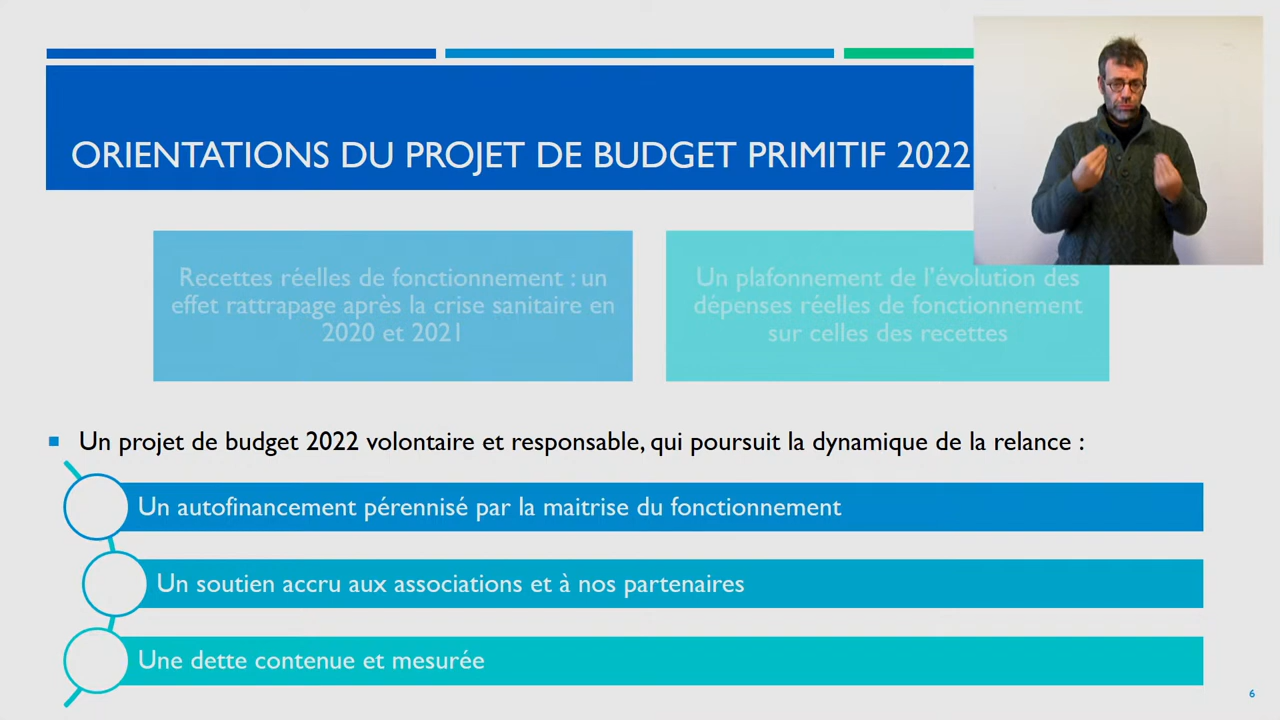 ORIENTATIONS DU PROJET DE BUDGET PRIMITIF 2022
Recettes réelles de fonctionnement : un
effet rattrapage après la crise sanitaire en
2020 et 2021
Un plafonnement de l'évolution des
dépenses réelles de fonctionnement
sur celles des recettes
Un projet de budget 2022 volontaire et responsable, qui poursuit la dynamique de la relance :
Un autofinancement pérennisé par la maitrise du fonctionnement
Un soutien accru aux associations et à nos partenaires
Une dette contenue et mesurée
6